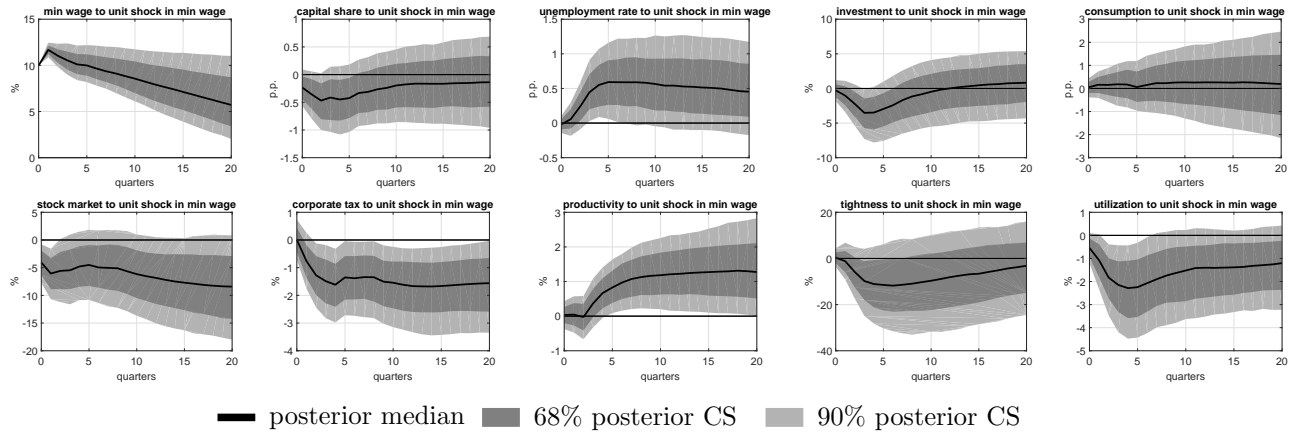 min wage to unit shock in min wage
capital share to unit shock in min wage
unemployment rate to unit shock in min wage
investment to unit shock in min wage
consumption to unit shock in min wage
15
10
5
0
%
0 5 10 15 20
quarters
1
0.5
0
-0.5
-1
-1.5
p.p.
0 5 10 15 20
quarters
1.5
1
0.5
0
0.5
p.p.
0 5 10 15 20
quarters
10
5
0
-5
-10
%
0 5 10 15 20
quarters
3
2
1
0
-1
-2
-3
p.p.
0 5 10 15 20
quarters
stock market to unit shock in min wage
corporate tax to unit shock in min wage
productivity to unit shock in min wage
tightness to unit shock in min wage
utilization to unit shock in min wage
5
0
-5
-10
-15
-20
%
0 5 10 15 20
quarters
1
0
-1
-2
-3
-4
%
0 5 10 15 20
quarters
3
2
1
0
-1
%
0 5 10 15 20
quarters
20
0
-20
-40
%
0 5 10 15 20
quarters
1
0
-1
-2
-3
-4
-5
%
0 5 10 15 20
quarters
posterior median 68% posterior CS 90% posterior CS